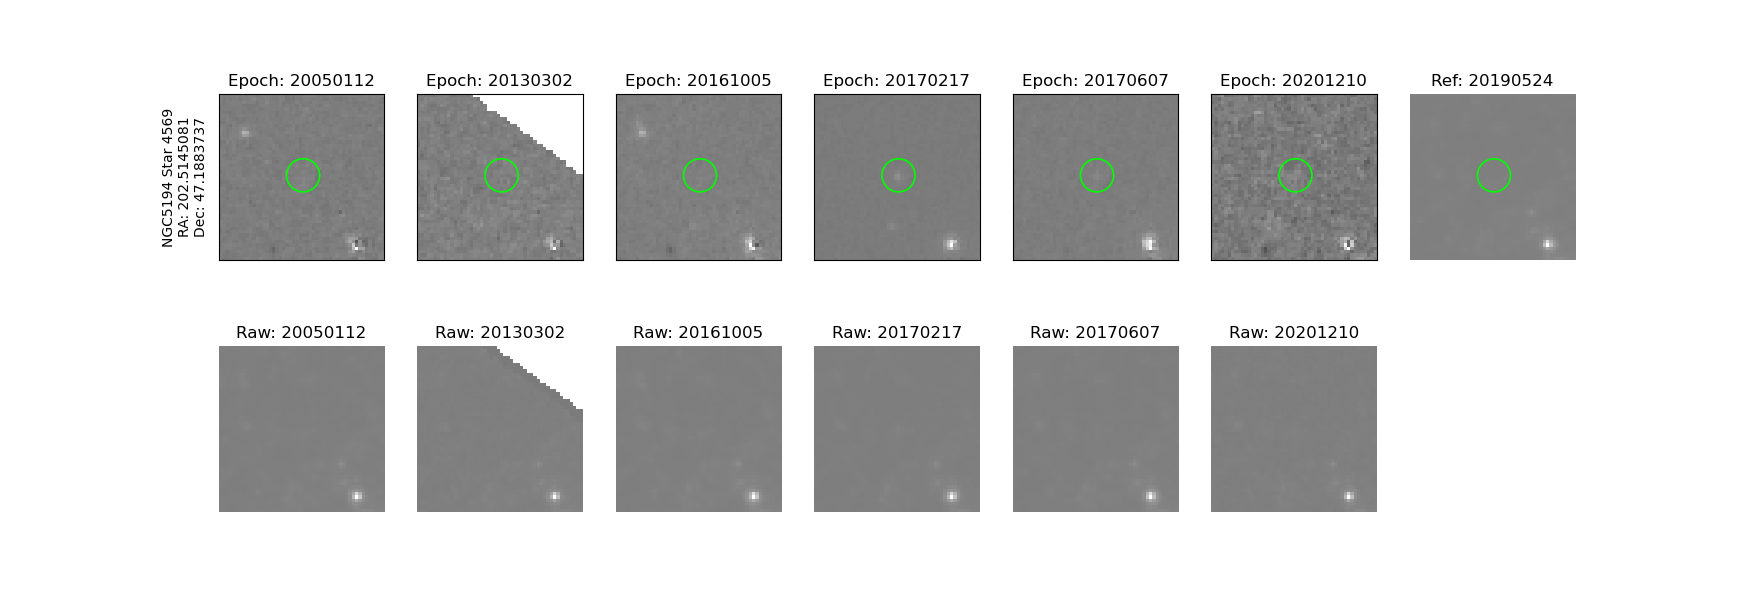 Epoch: 20050112
Epoch: 20130302
Epoch: 20161005
Epoch: 20170217
Epoch: 20170607
Epoch: 20201210
Ref: 20190524
NGC5194 Star 4569
RA: 202.5145081
Dec: 47.1883737
Raw: 20050112
Raw: 20130302
Raw: 20161005
Raw: 20170217
Raw: 20170607
Raw: 20201210